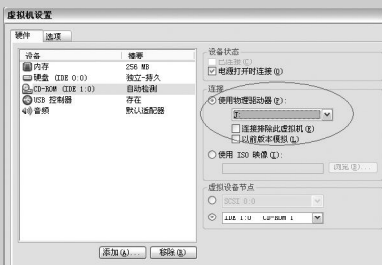 虚拟机设置
硬件 选项
设备 摘要
内存 256 MB
硬盘 (IDE 0:0) 独立-持久
CD-ROM (IDE 1:0) 自动检测
USB 控制器 存在
音频 默认适配器
添加(A)... 移除(R)
设备状态
已连接(C)
电源打开时连接(O)
连接
使用物理驱动器(P):
J:
连接排除此虚拟机(E)
以前版本模拟(L)
使用 ISO 映像(I):
浏览(B)...
虚拟设备节点
SCSI 0:0
IDE 1:0 CD-ROM 1